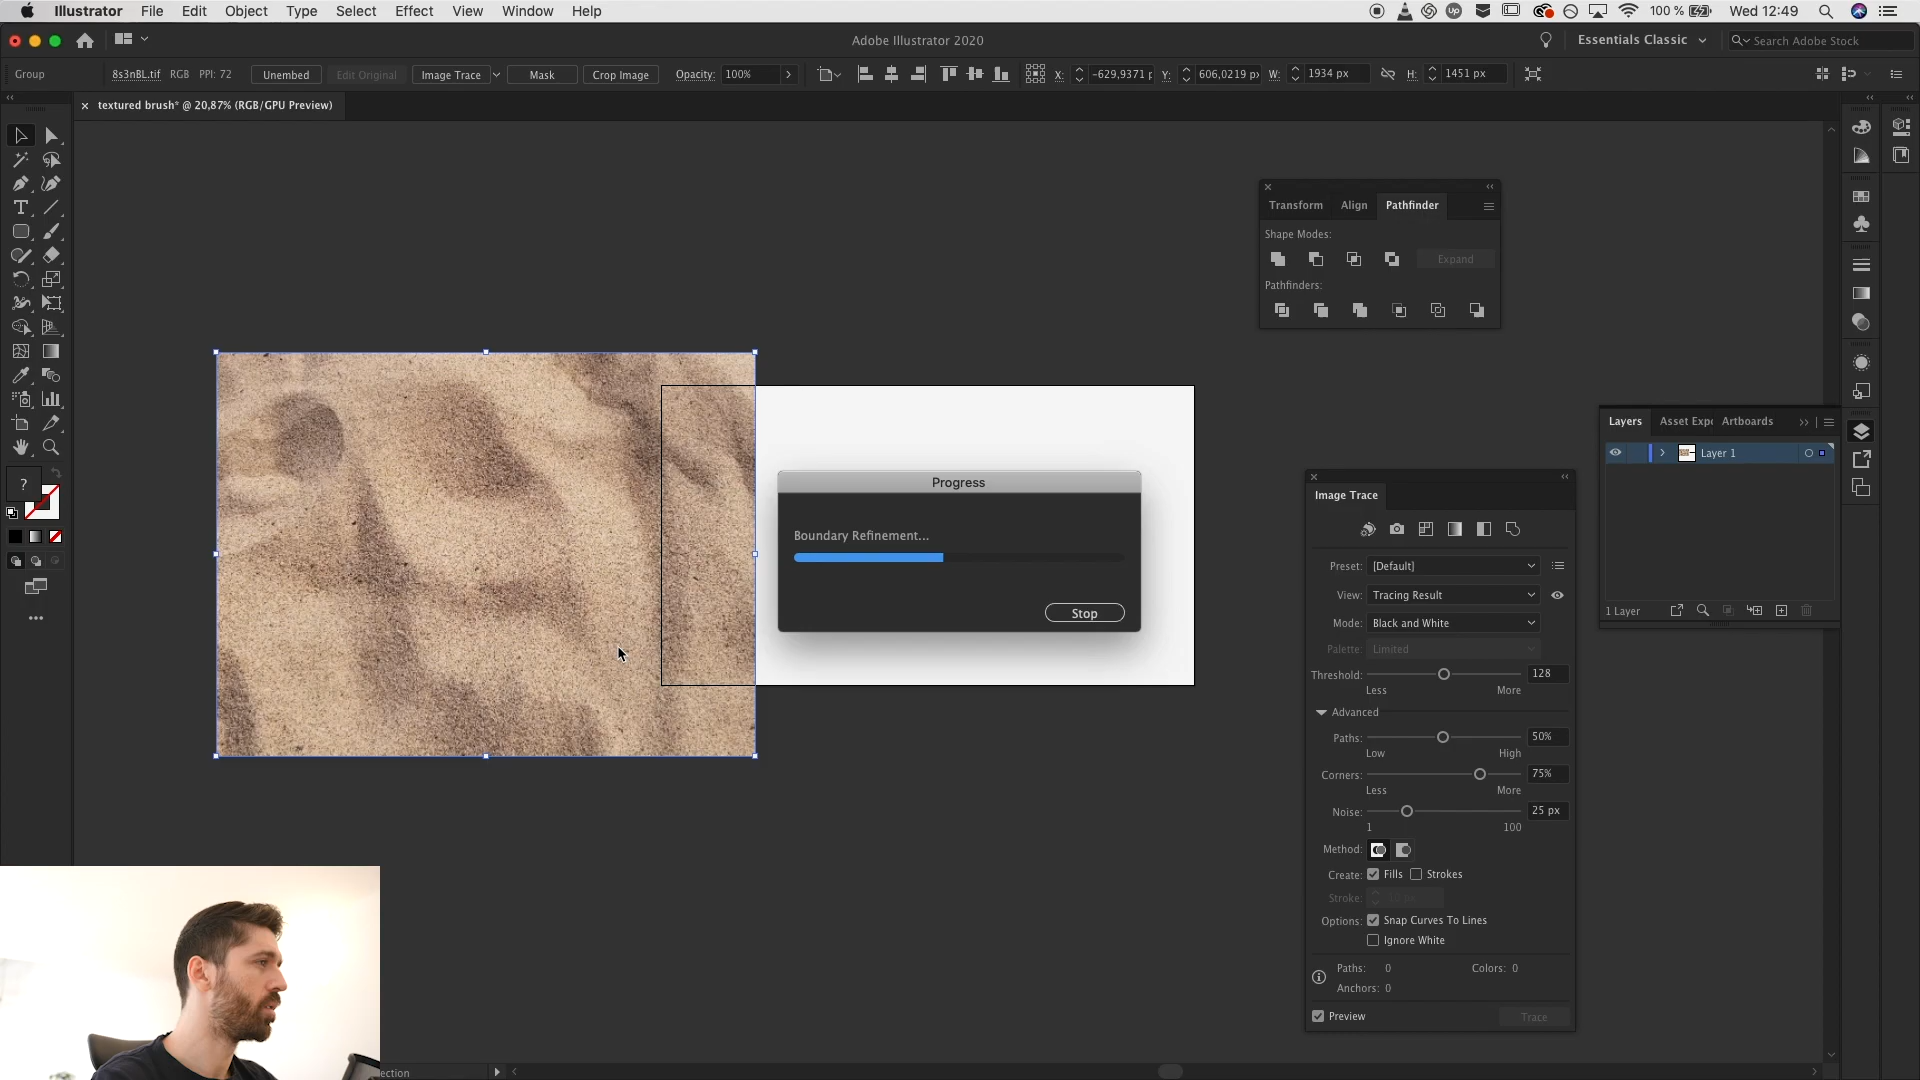 Illustrator File Edit Object Type Select Effect View Window Help
Up 100 % Wed 12:49
Adobe Illustrator 2020
Essentials Classic
Search Adobe Stock
Group 8s3nBL.tif RGB PPI: 72 Unembed Edit Original Image Trace Mask Crop Image Opacity: 100% X: -629,9371 p Y: 606,0219 px W: 1934 px H: 1451 px
textured brush* @ 20,87% (RGB/GPU Preview)
T
?
Transform Align Pathfinder
Shape Modes:
Expand
Pathfinders:
Layers Asset Expo Artboards
Layer 1
1 Layer
Progress
Boundary Refinement...
Stop
Image Trace
Preset: [Default]
View: Tracing Result
Mode: Black and White
Palette: Limited
Threshold: 128
Less More
Advanced
Paths: 50%
Low High
Corners: 75%
Less More
Noise: 25 px
1 100
Method:
Create: Fills Strokes
Stroke:
Options: Snap Curves To Lines
Ignore White
Paths: 0 Colors: 0
Anchors: 0
Preview Trace